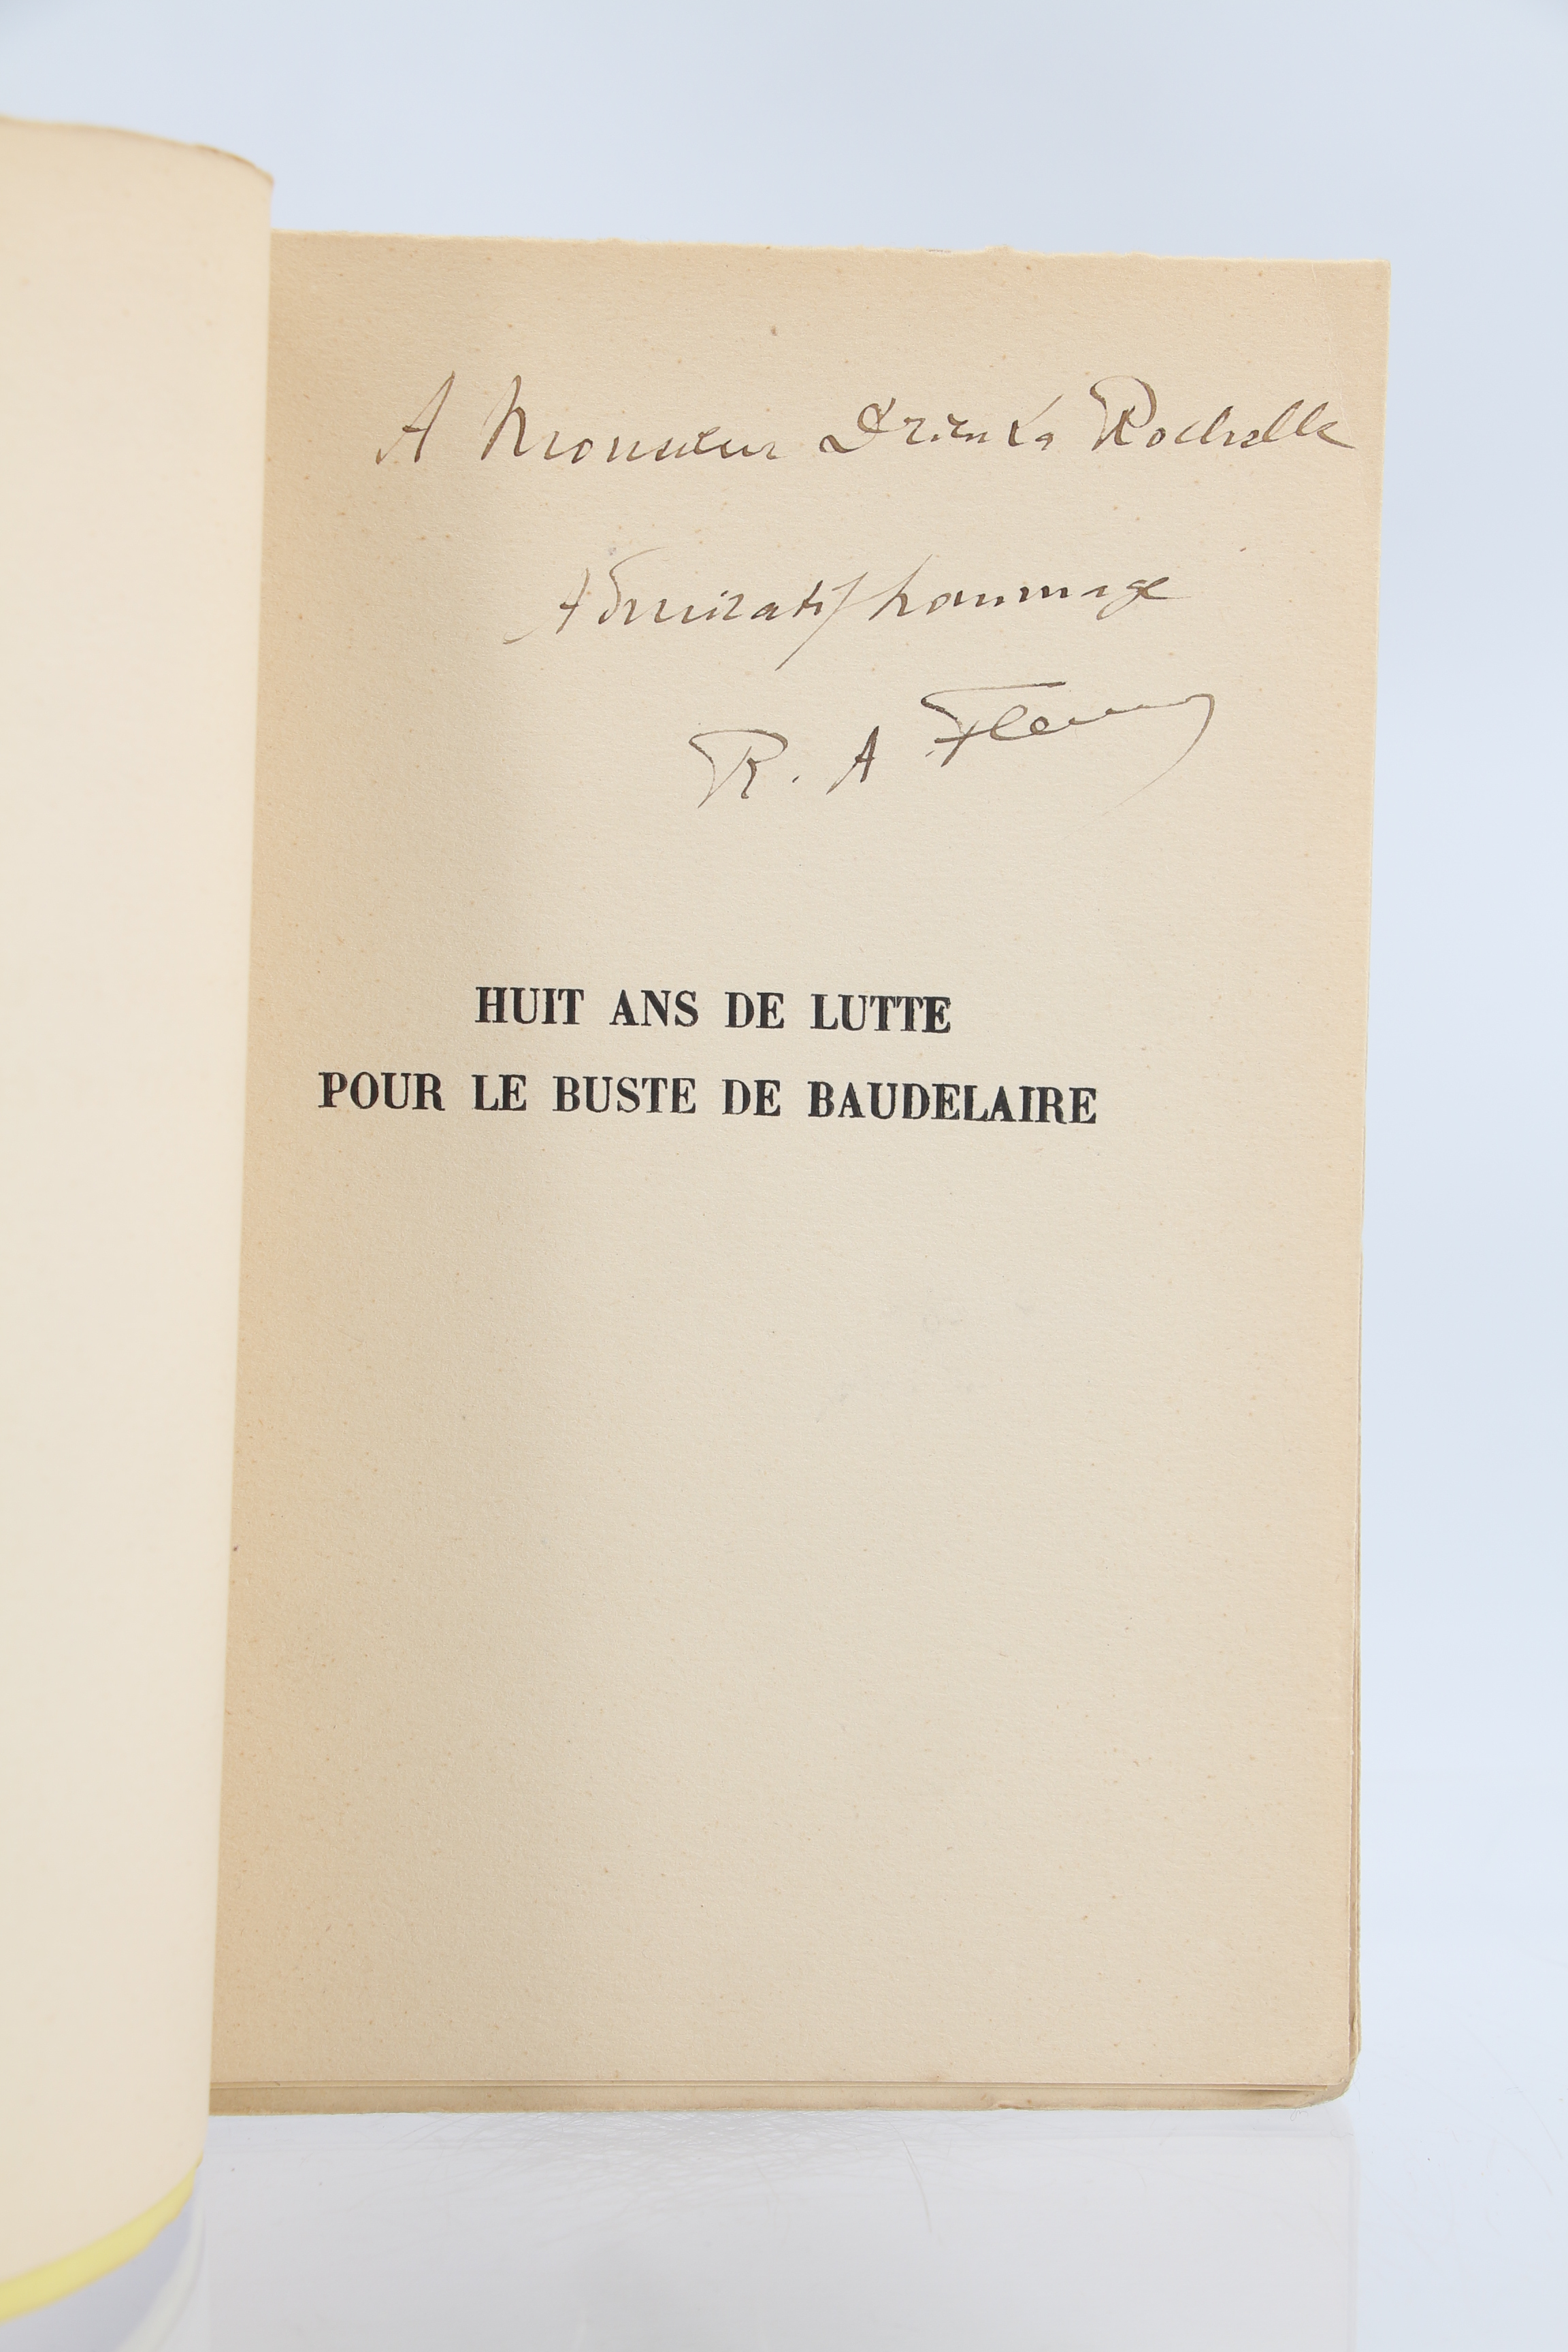 A Monsieur Drieu La Rochelle
Admiratif hommage
R. A Fleury
HUIT ANS DE LUTTE
POUR LE BUSTE DE BAUDELAIRE